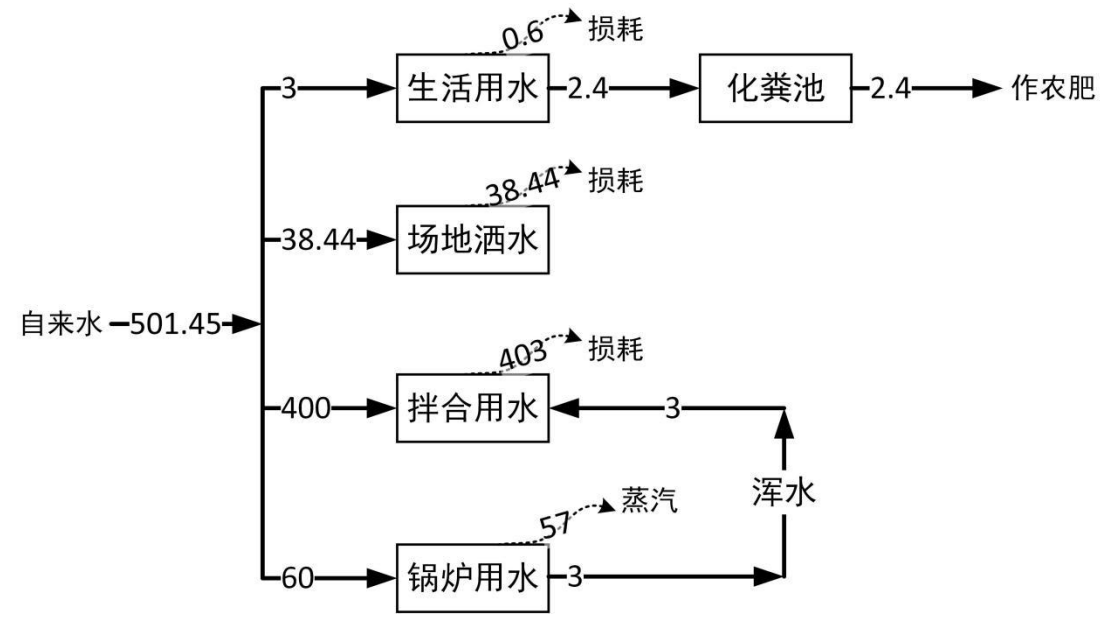 0.6
损耗
3
生活用水
2.4
化粪池
2.4
作农肥
38.44
损耗
38.44
场地洒水
自来水
501.45
403
损耗
400
拌合用水
3
浑水
57
蒸汽
60
锅炉用水
3